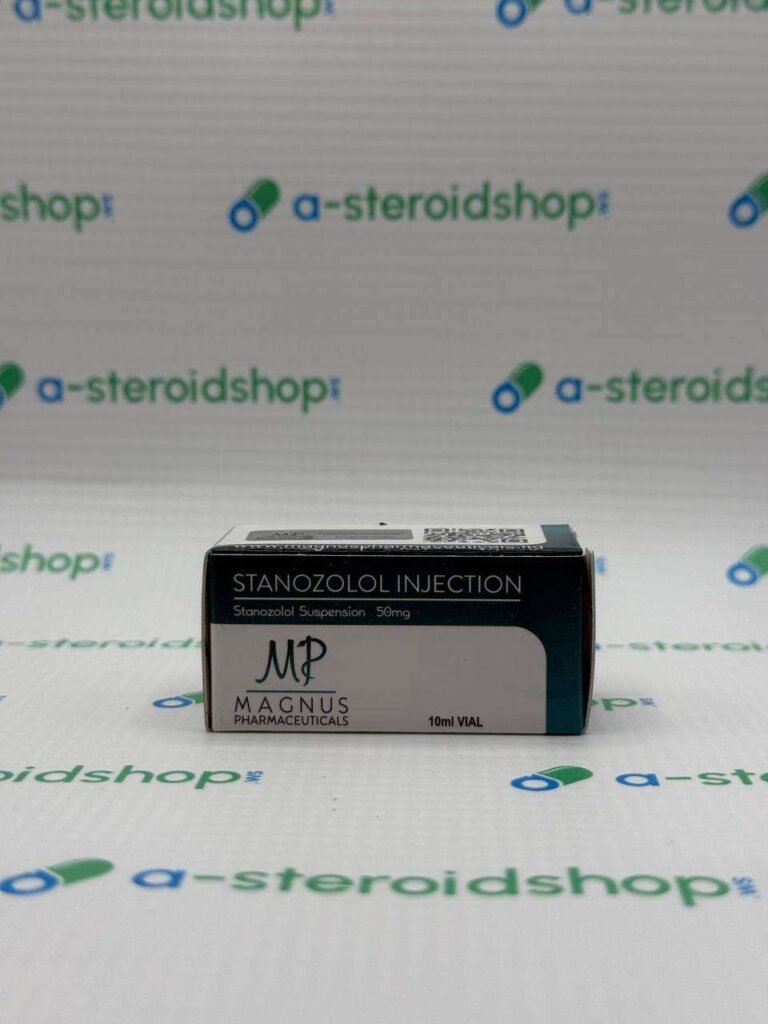 a-steroidshop
shop
a-steroidshop
a-steroidshop
a-steroids
shop
STANOZOLOL INJECTION
Stanozolol Suspension 50mg
MP
MAGNUS
PHARMACEUTICALS
10ml VIAL
oidshop
a-ste
a-steroidshop